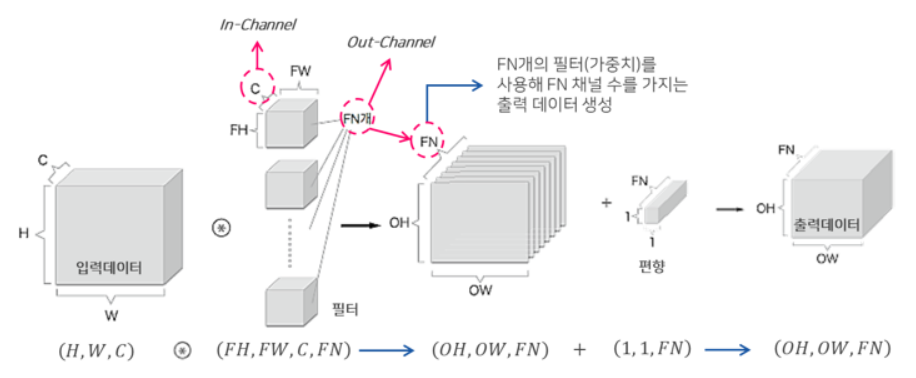 In-Channel
Out-Channel
FN개의 필터(가중치)를
사용해 FN 채널 수를 가지는
출력 데이터 생성
FW
C
FH
FN개
FN
C
H
입력데이터
W
⊛
필터
OH
OW
+
FN
1
1
편향
FN
OH
출력데이터
OW
(H, W, C) ⊛ (FH, FW, C, FN) → (OH, OW, FN) + (1, 1, FN) → (OH, OW, FN)